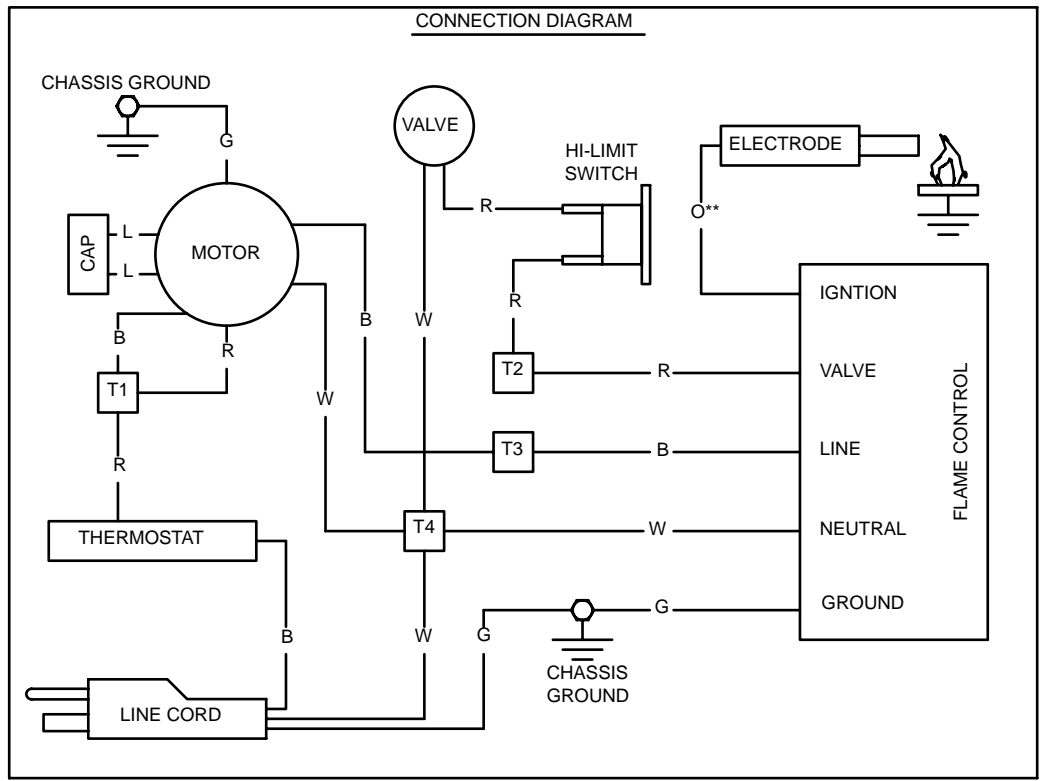 CONNECTION DIAGRAM
CHASSIS GROUND
G
VALVE
HI-LIMIT
SWITCH
ELECTRODE
CAP
L
L
MOTOR
R
O**
B
R
T1
B
W
R
IGNTION
T2
R
VALVE
W
T3
B
LINE
R
THERMOSTAT
T4
W
NEUTRAL
FLAME CONTROL
B
W
G
G
GROUND
CHASSIS
GROUND
LINE CORD